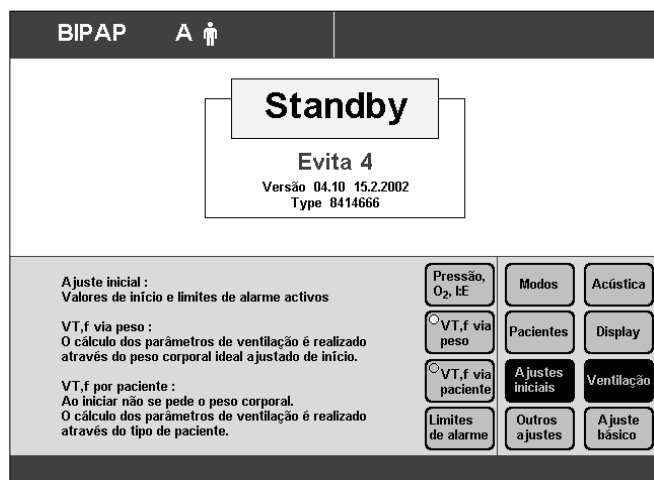 BIPAP A
Standby
Evita 4
Versão 04.10 15.2.2002
Type 8414666
Ajuste inicial :
Valores de início e limites de alarme activos
VT,f via peso :
O cálculo dos parâmetros de ventilação é realizado
através do peso corporal ideal ajustado de início.
VT,f por paciente :
Ao iniciar não se pede o peso corporal.
O cálculo dos parâmetros de ventilação é realizado
através do tipo de paciente.
Pressão,
O₂, I:E
Modos
Acústica
VT,f via
peso
Pacientes
Display
VT,f via
paciente
Ajustes
iniciais
Ventilação
Limites
de alarme
Outros
ajustes
Ajuste
básico